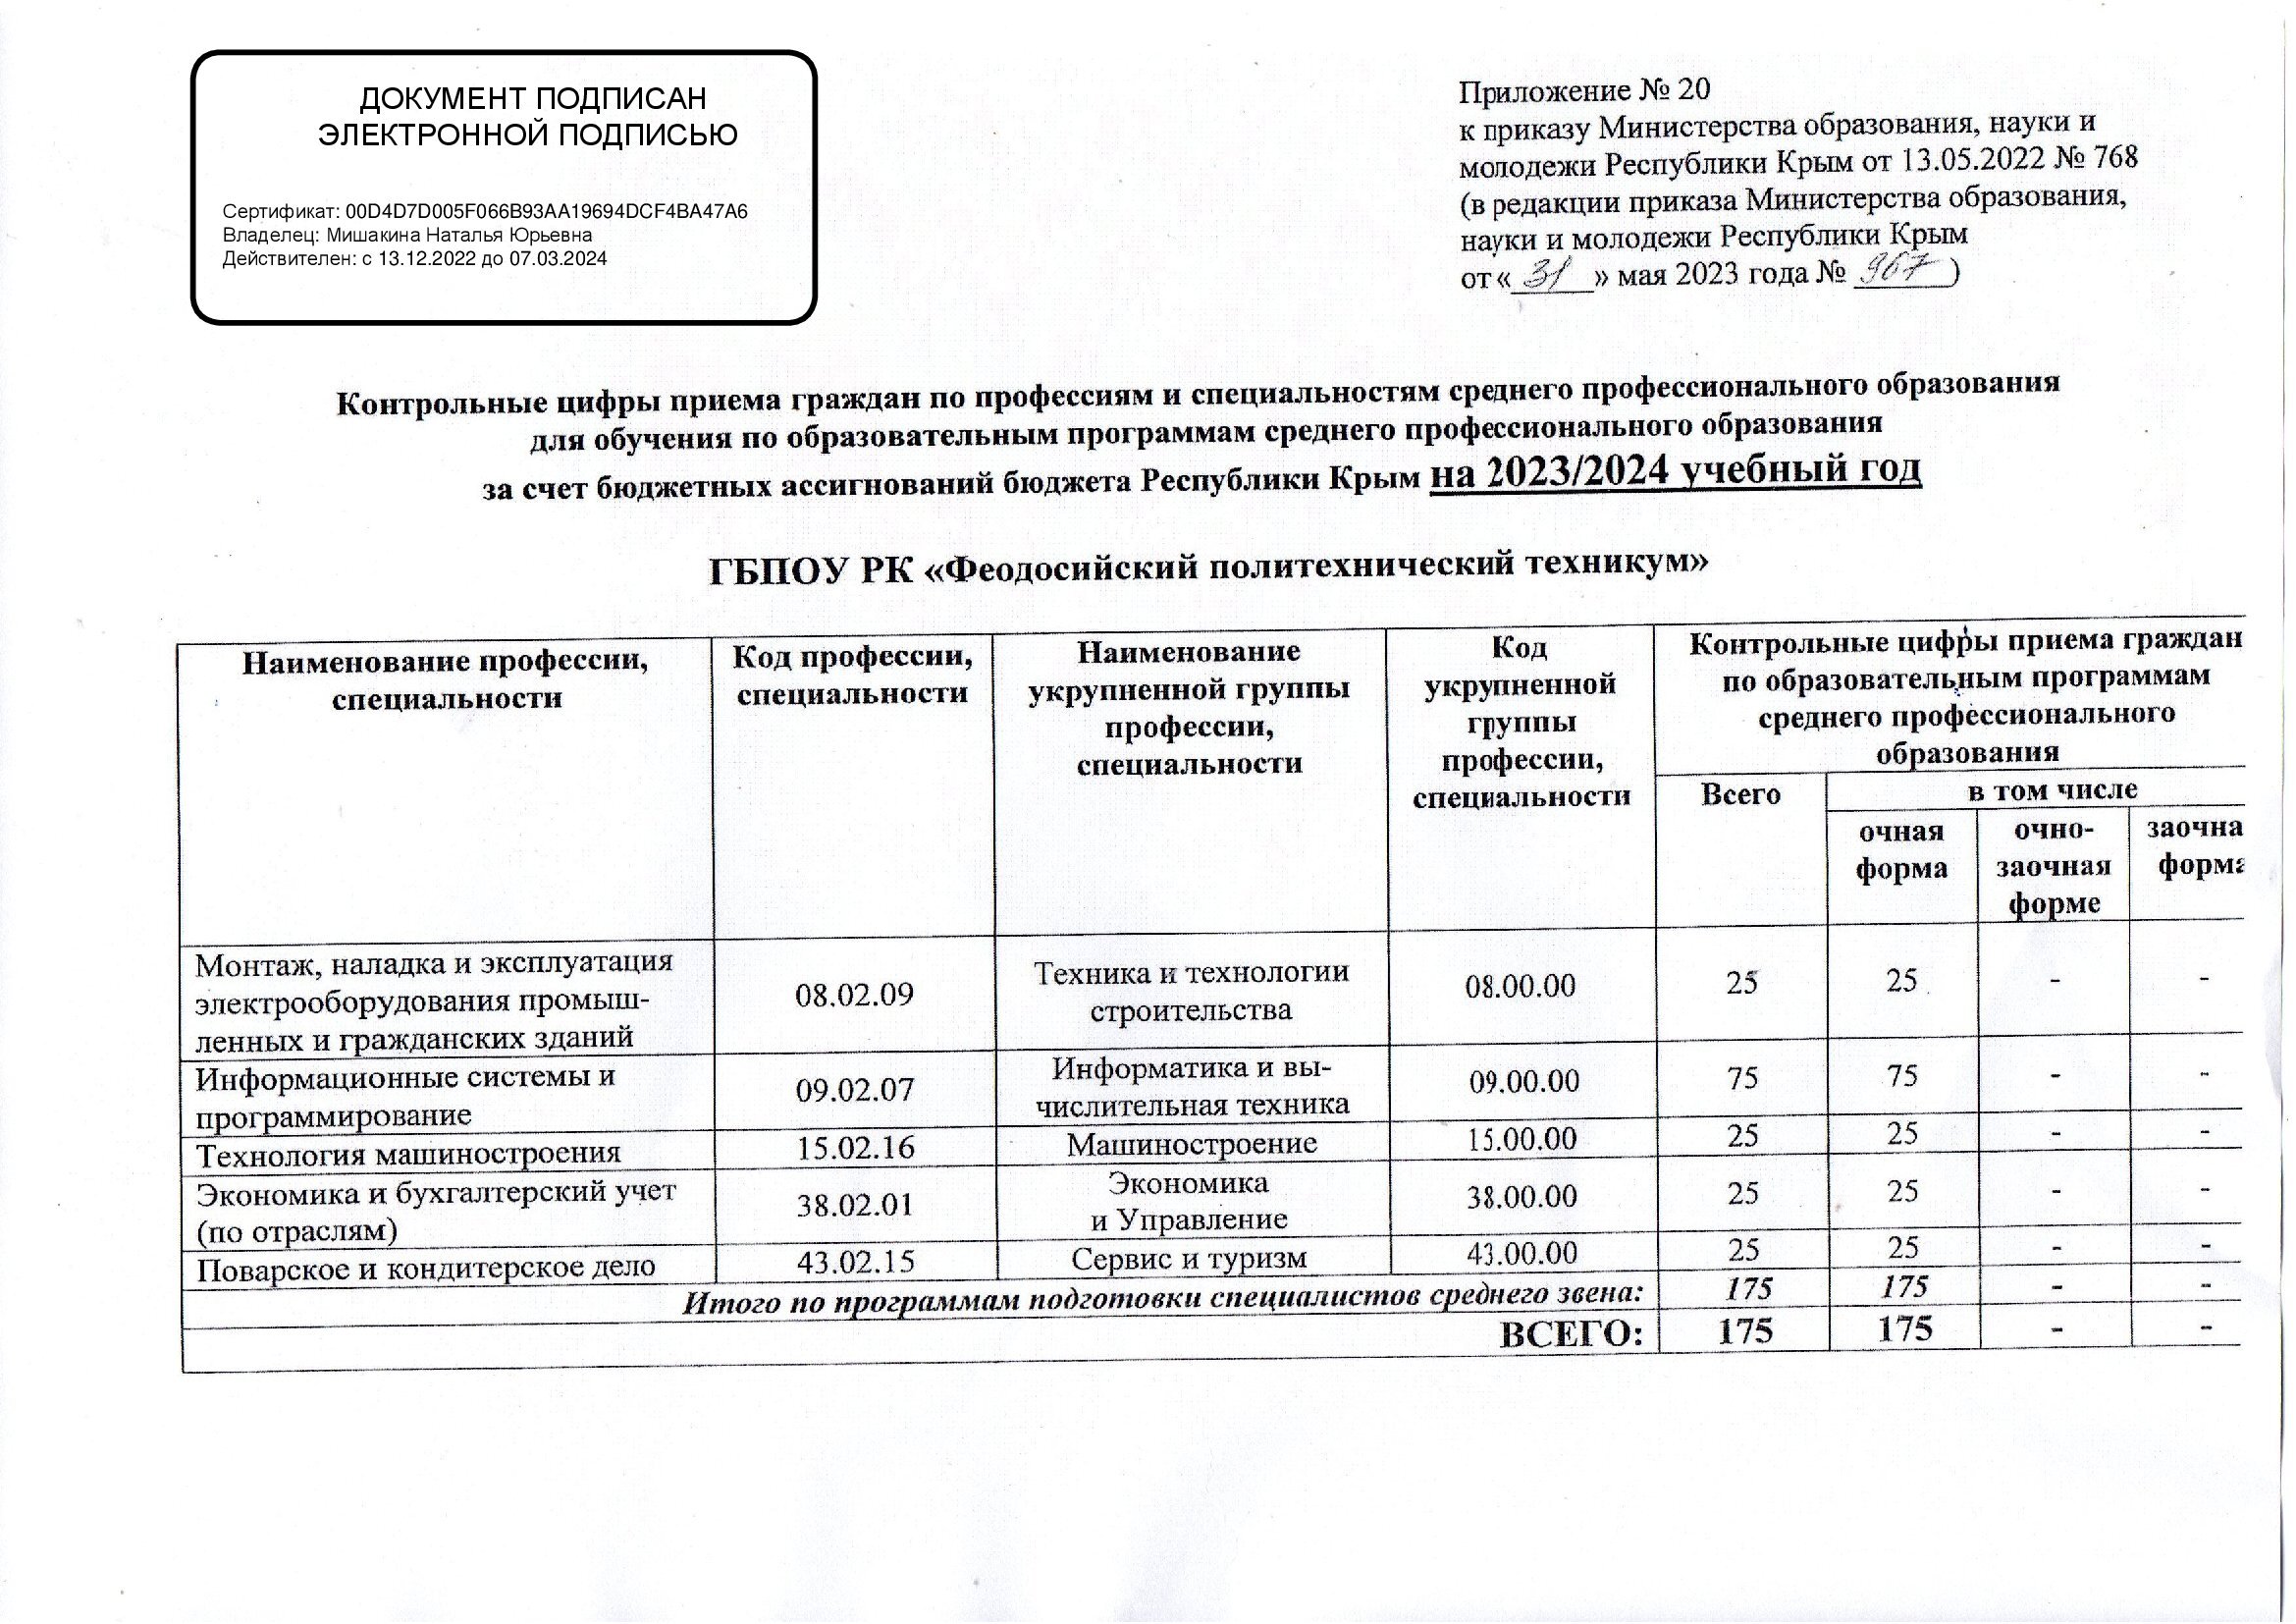 ДОКУМЕНТ ПОДПИСАН
ЭЛЕКТРОННОЙ ПОДПИСЬЮ
Сертификат: 00D4D7D005F066B93AA19694DCF4BA47A6
Владелец: Мишакина Наталья Юрьевна
Действителен: с 13.12.2022 до 07.03.2024
Приложение № 20
к приказу Министерства образования, науки и
молодежи Республики Крым от 13.05.2022 № 768
(в редакции приказа Министерства образования,
науки и молодежи Республики Крым
от « 31 » мая 2023 года № 967 )
Контрольные цифры приема граждан по профессиям и специальностям среднего профессионального образования
для обучения по образовательным программам среднего профессионального образования
за счет бюджетных ассигнований бюджета Республики Крым на 2023/2024 учебный год
ГБПОУ РК «Феодосийский политехнический техникум»
Наименование профессии,
специальности
Код профессии,
специальности
Наименование
укрупненной группы
профессии,
специальности
Код
укрупненной
группы
профессии,
специальности
Контрольные цифры приема граждан
по образовательным программам
среднего профессионального
образования
Всего
в том числе
очная
форма
очно-
заочная
форме
заочна
форма
Монтаж, наладка и эксплуатация
электрооборудования промыш-
ленных и гражданских зданий
08.02.09
Техника и технологии
строительства
08.00.00
25
25
-
-
Информационные системы и
программирование
09.02.07
Информатика и вы-
числительная техника
09.00.00
75
75
-
-
Технология машиностроения
15.02.16
Машиностроение
15.00.00
25
25
-
-
Экономика и бухгалтерский учет
(по отраслям)
38.02.01
Экономика
и Управление
38.00.00
25
25
-
-
Поварское и кондитерское дело
43.02.15
Сервис и туризм
43.00.00
25
25
-
-
Итого по программам подготовки специалистов среднего звена:
175
175
-
-
ВСЕГО:
175
175
-
-